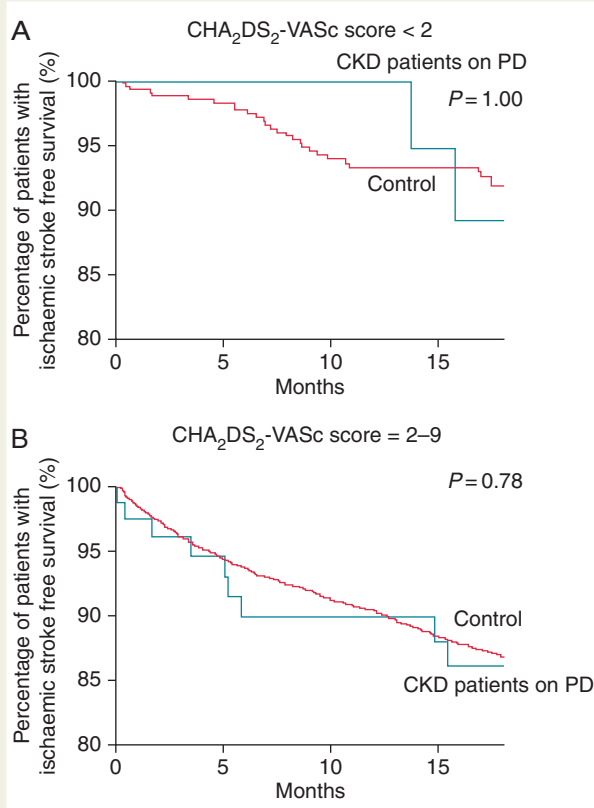 A
CHA₂DS₂-VASc score < 2
CKD patients on PD
P = 1.00
Control
Percentage of patients with
ischaemic stroke free survival (%)
100
95
90
85
80
0
5
10
15
Months
B
CHA₂DS₂-VASc score = 2–9
P = 0.78
Control
CKD patients on PD
Percentage of patients with
ischaemic stroke free survival (%)
100
95
90
85
80
0
5
10
15
Months